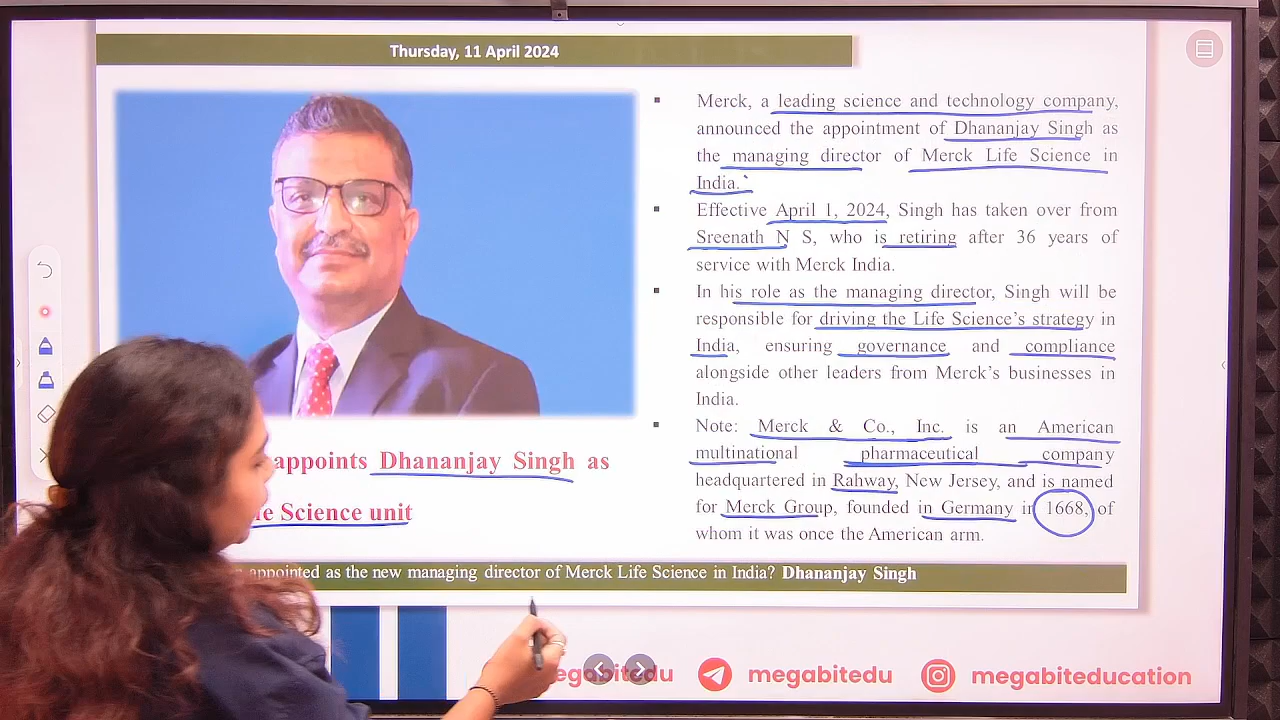 Thursday, 11 April 2024
▪ Merck, a leading science and technology company,
announced the appointment of Dhananjay Singh as
the managing director of Merck Life Science in
India.
▪ Effective April 1, 2024, Singh has taken over from
Sreenath N S, who is retiring after 36 years of
service with Merck India.
▪ In his role as the managing director, Singh will be
responsible for driving the Life Science's strategy in
India, ensuring governance and compliance
alongside other leaders from Merck's businesses in
India.
▪ Note: Merck & Co., Inc. is an American
multinational pharmaceutical company
headquartered in Rahway, New Jersey, and is named
for Merck Group, founded in Germany in 1668, of
whom it was once the American arm.
appoints Dhananjay Singh as
Science unit
appointed as the new managing director of Merck Life Science in India? Dhananjay Singh
megabitedu
megabiteducation